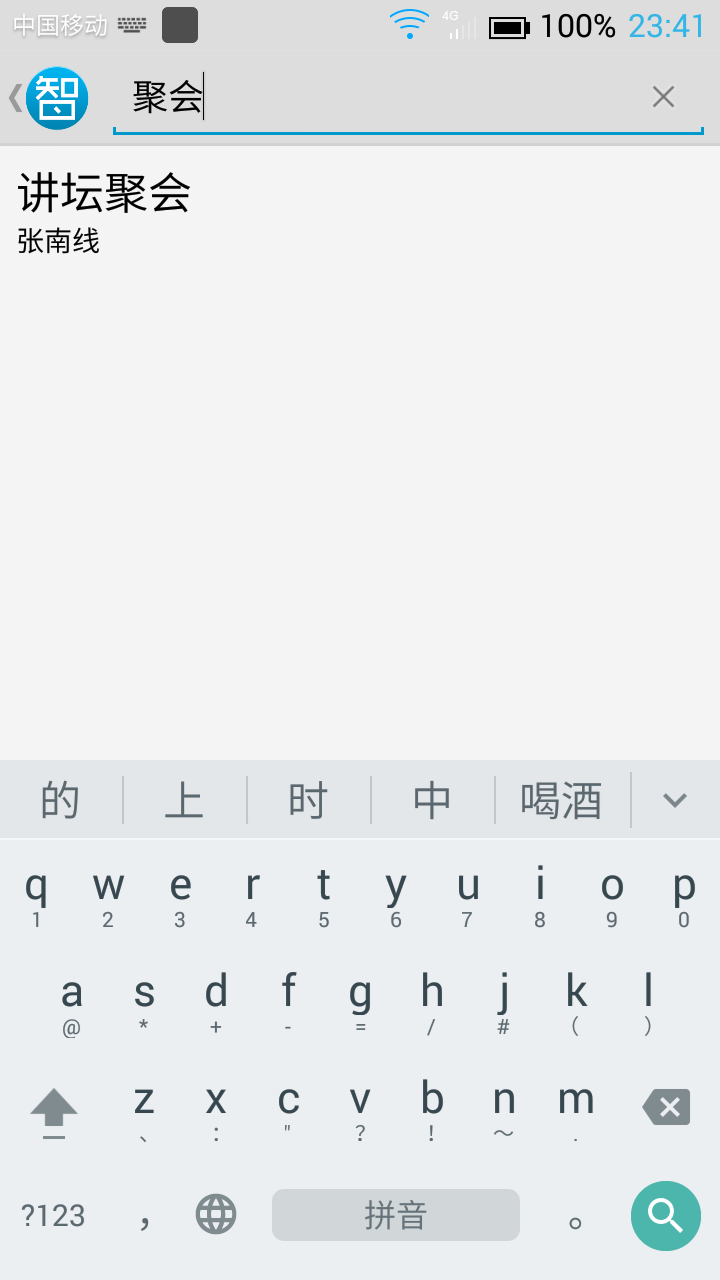 中国移动 4G 100% 23:41
智 聚会
讲坛聚会
张南线
的 上 时 中 喝酒
q w e r t y u i o p
1 2 3 4 5 6 7 8 9 0
a s d f g h j k l
@ * + - = / # ( )
z x c v b n m
、 : " ? ! ～ .
?123 ， 拼音 。